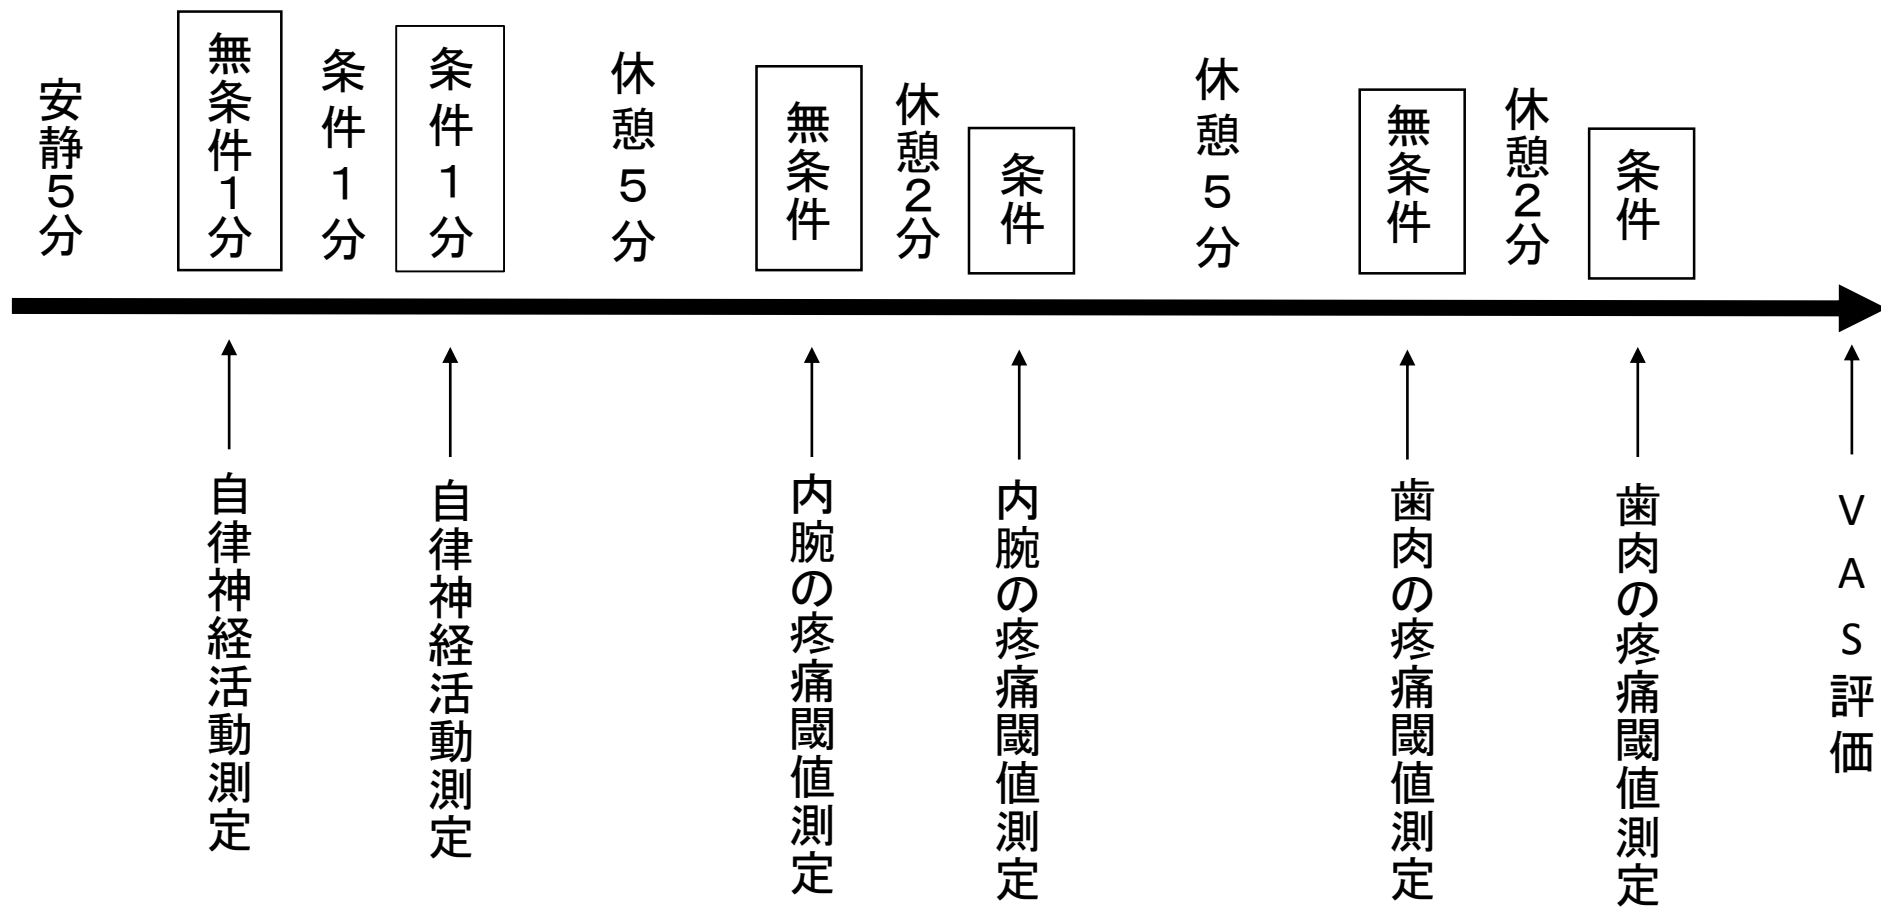 安静５分
無条件１分
条件１分
条件１分
休憩５分
無条件
休憩２分
条件
休憩５分
無条件
休憩２分
条件
自律神経活動測定
自律神経活動測定
内腕の疼痛閾値測定
内腕の疼痛閾値測定
歯肉の疼痛閾値測定
歯肉の疼痛閾値測定
ＶＡＳ評価